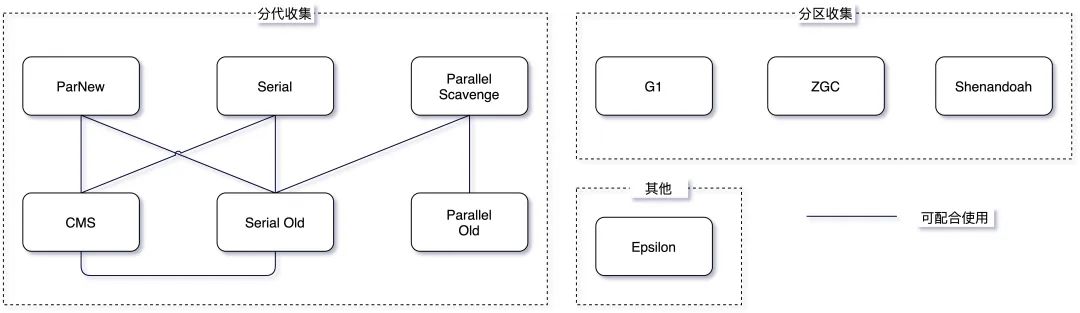 分代收集
ParNew
Serial
Parallel
Scavenge
CMS
Serial Old
Parallel
Old
分区收集
G1
ZGC
Shenandoah
其他
Epsilon
可配合使用